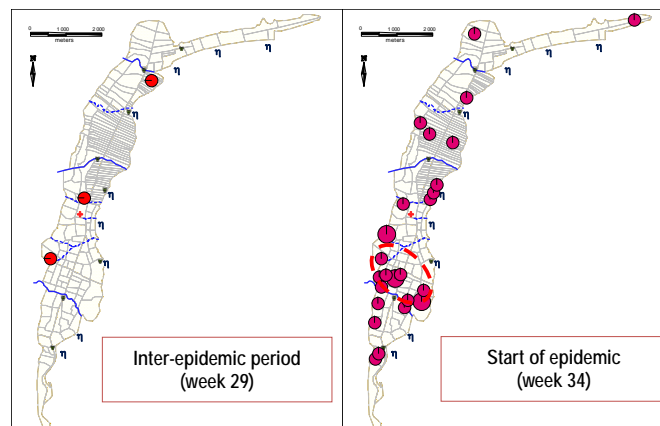 0 1 000 2 000
meters
N
η
η
η
η
η
η
η
η
Inter-epidemic period
(week 29)
0 1 000 2 000
meters
N
η
η
η
η
η
η
η
η
Start of epidemic
(week 34)